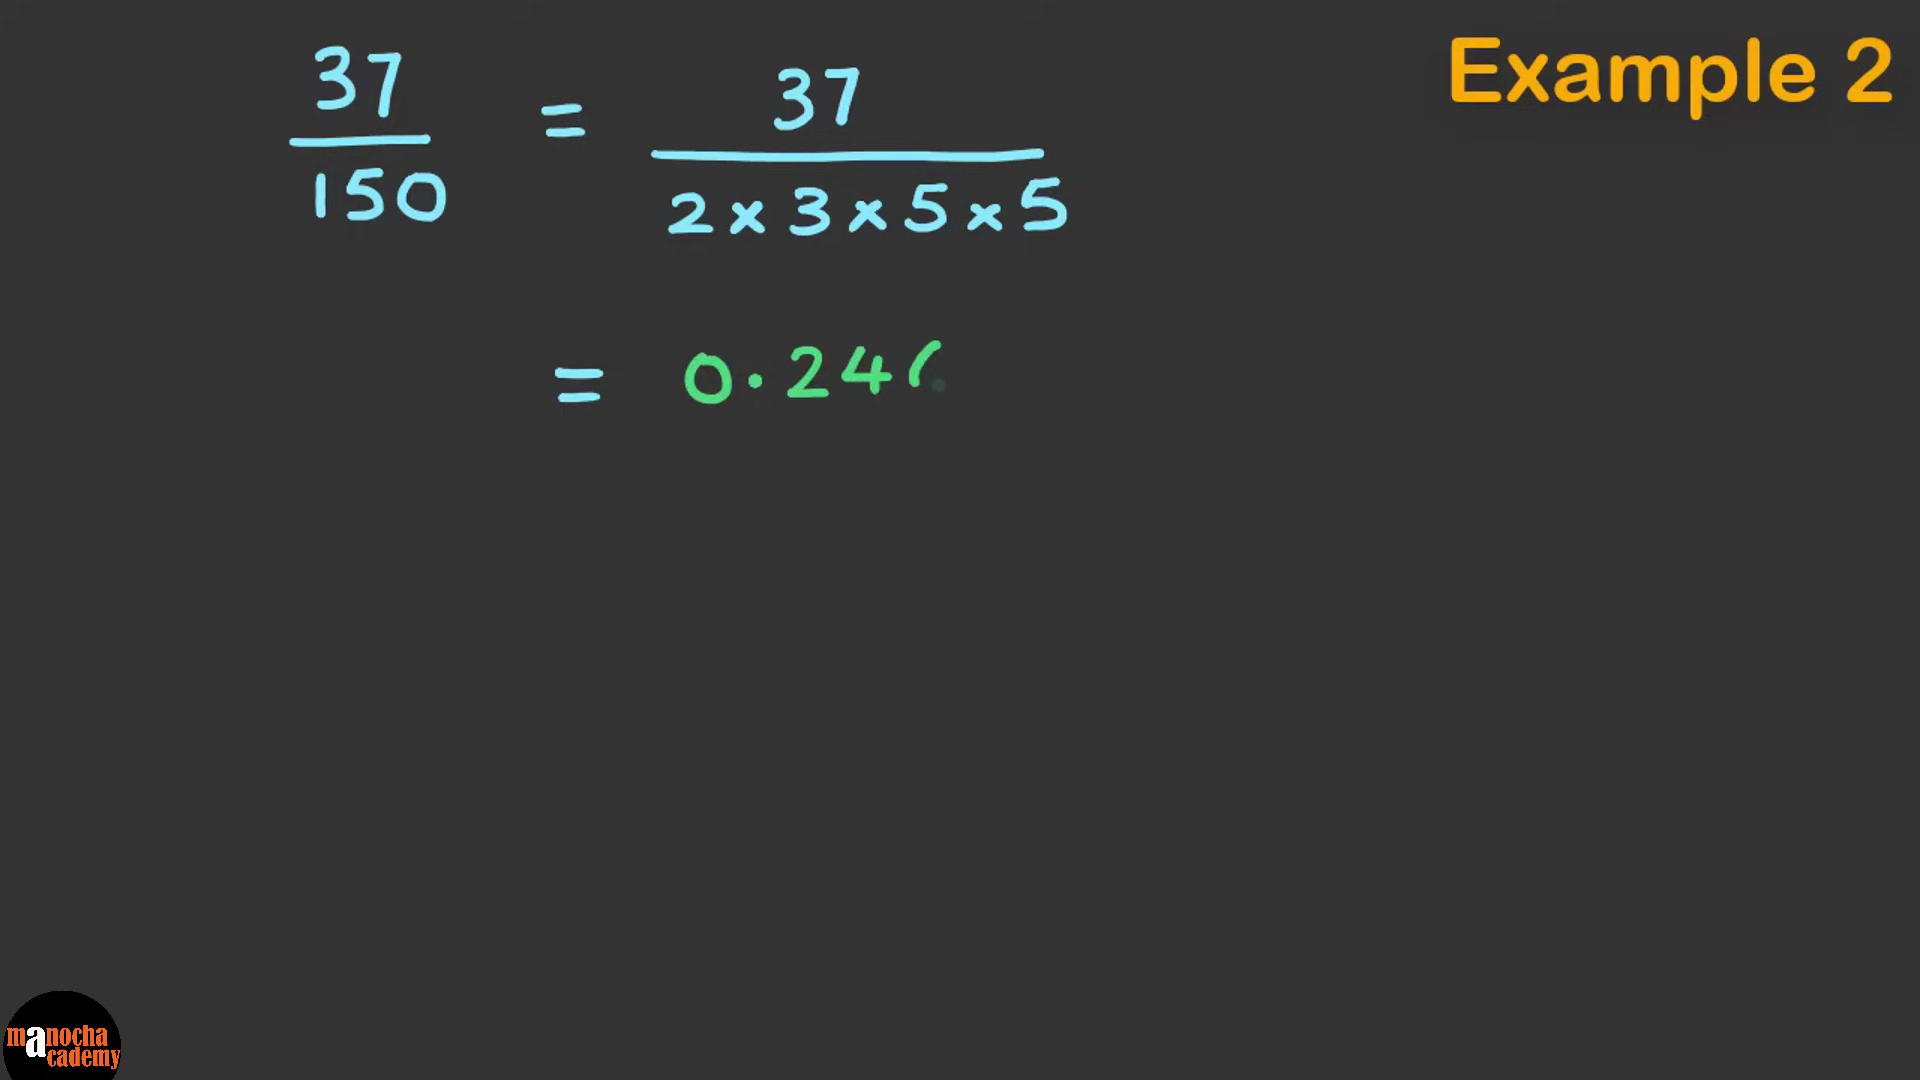 Example 2
37/150 = 37/(2×3×5×5)
= 0.24
manocha
academy